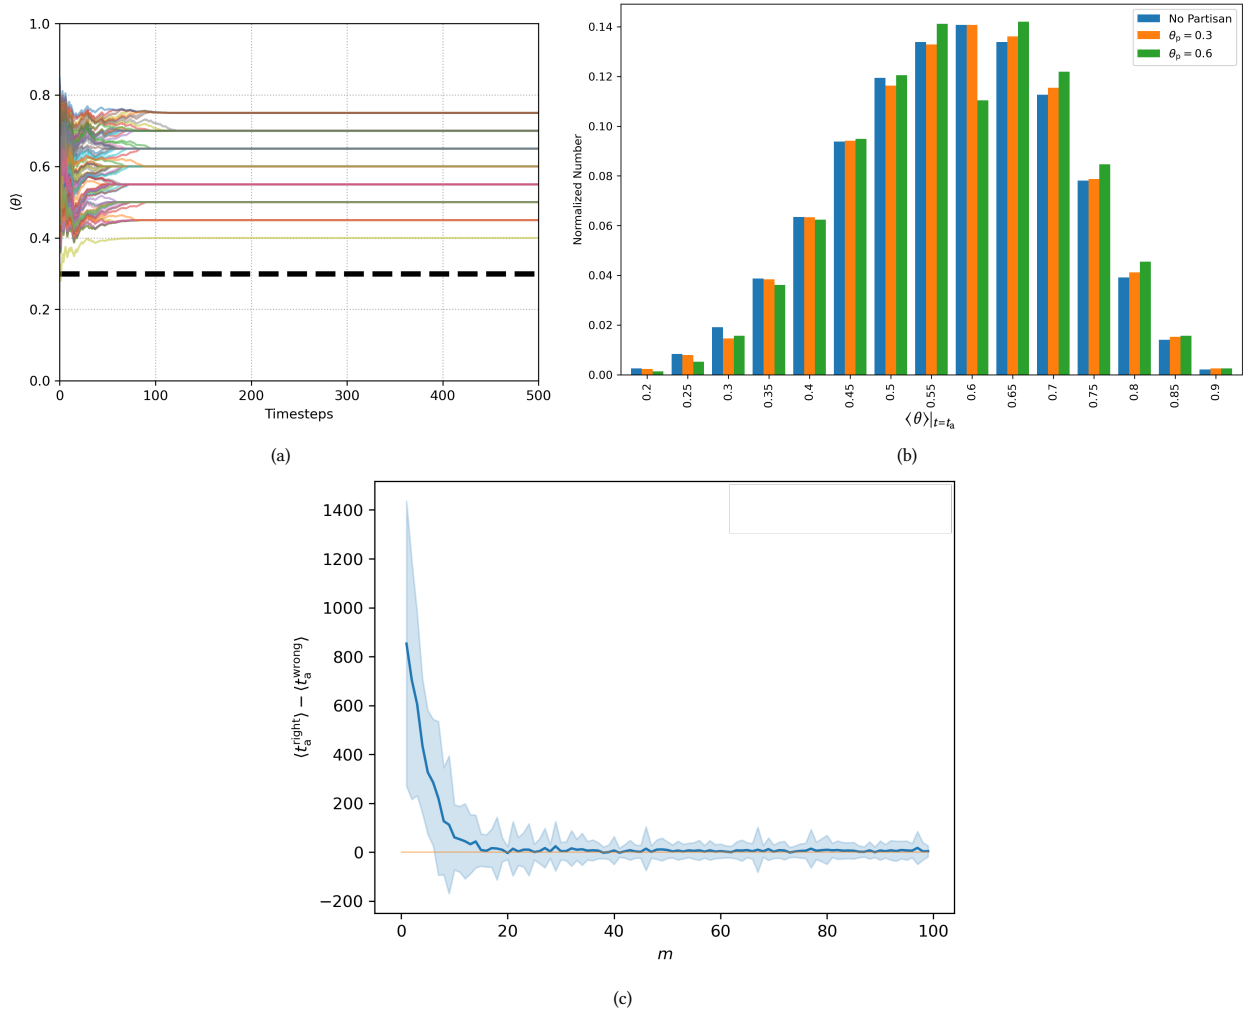 1.0
0.8
0.6
0.4
0.2
0.0
⟨θ⟩
0 100 200 300 400 500
Timesteps
(a)
0.14
0.12
0.10
0.08
0.06
0.04
0.02
0.00
Normalized Number
No Partisan
θp = 0.3
θp = 0.6
0.2 0.25 0.3 0.35 0.4 0.45 0.5 0.55 0.6 0.65 0.7 0.75 0.8 0.85 0.9
⟨θ⟩|t=ta
(b)
1400
1200
1000
800
600
400
200
0
−200
⟨ta^right⟩ − ⟨ta^wrong⟩
0 20 40 60 80 100
m
(c)